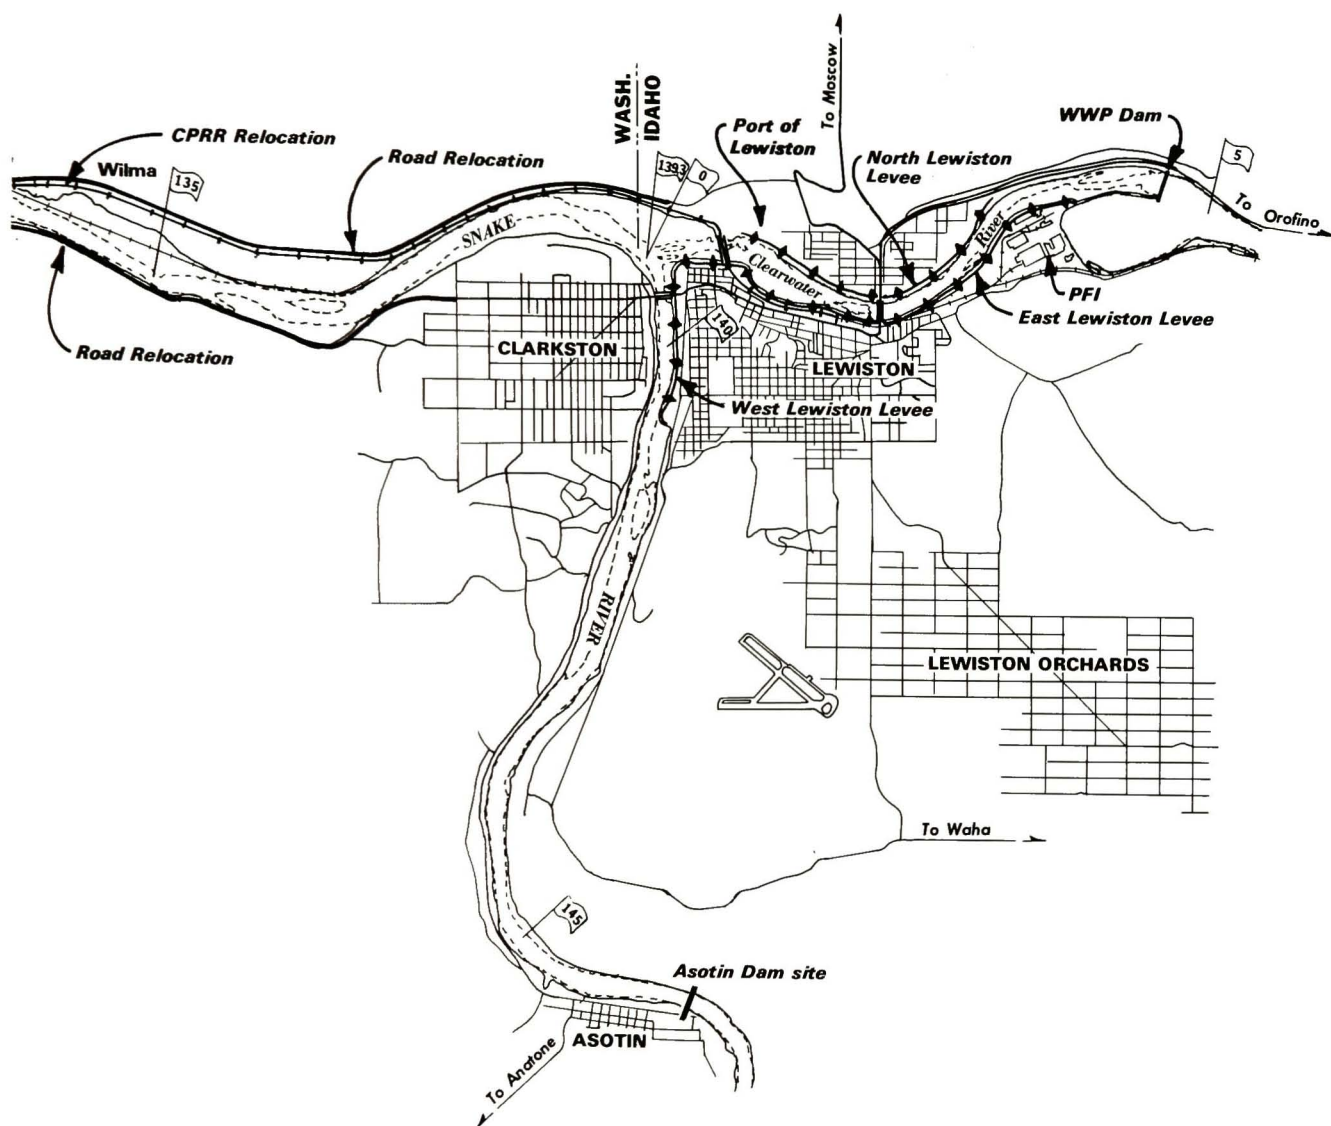 To Moscow
WASH.
IDAHO
CPRR Relocation
Wilma
135
Road Relocation
1393
0
Port of
Lewiston
North Lewiston
Levee
WWP Dam
5
To Orofino
SNAKE
Clearwater
River
PFI
East Lewiston Levee
Road Relocation
CLARKSTON
140
LEWISTON
West Lewiston Levee
RIVER
LEWISTON ORCHARDS
To Waha
145
Asotin Dam site
ASOTIN
To Anatone